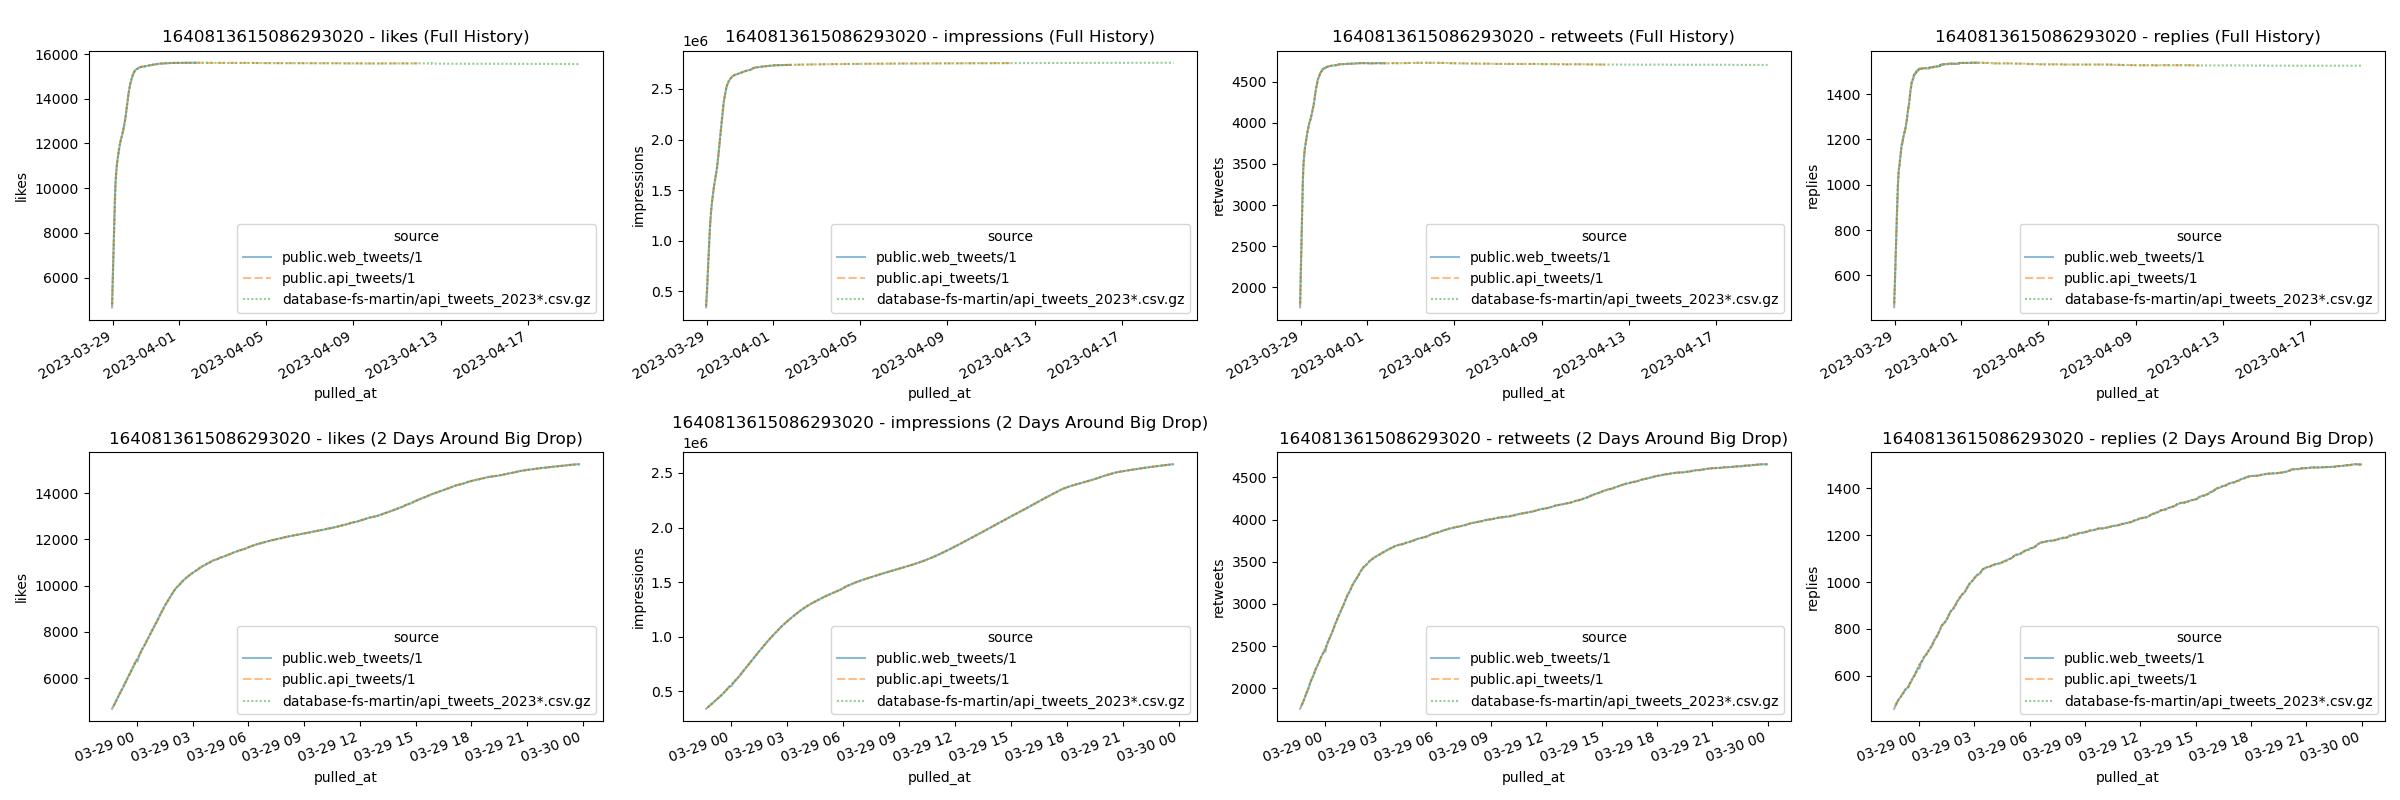 1640813615086293020 - likes (Full History)
16000
14000
12000
10000
8000
6000
likes
source
public.web_tweets/1
public.api_tweets/1
database-fs-martin/api_tweets_2023*.csv.gz
2023-03-29
2023-04-01
2023-04-05
2023-04-09
2023-04-13
2023-04-17
pulled_at
1640813615086293020 - impressions (Full History)
1e6
2.5
2.0
1.5
1.0
0.5
impressions
source
public.web_tweets/1
public.api_tweets/1
database-fs-martin/api_tweets_2023*.csv.gz
2023-03-29
2023-04-01
2023-04-05
2023-04-09
2023-04-13
2023-04-17
pulled_at
1640813615086293020 - retweets (Full History)
4500
4000
3500
3000
2500
2000
retweets
source
public.web_tweets/1
public.api_tweets/1
database-fs-martin/api_tweets_2023*.csv.gz
2023-03-29
2023-04-01
2023-04-05
2023-04-09
2023-04-13
2023-04-17
pulled_at
1640813615086293020 - replies (Full History)
1400
1200
1000
800
600
replies
source
public.web_tweets/1
public.api_tweets/1
database-fs-martin/api_tweets_2023*.csv.gz
2023-03-29
2023-04-01
2023-04-05
2023-04-09
2023-04-13
2023-04-17
pulled_at
1640813615086293020 - likes (2 Days Around Big Drop)
14000
12000
10000
8000
6000
likes
source
public.web_tweets/1
public.api_tweets/1
database-fs-martin/api_tweets_2023*.csv.gz
03-29 00
03-29 03
03-29 06
03-29 09
03-29 12
03-29 15
03-29 18
03-29 21
03-30 00
pulled_at
1640813615086293020 - impressions (2 Days Around Big Drop)
1e6
2.5
2.0
1.5
1.0
0.5
impressions
source
public.web_tweets/1
public.api_tweets/1
database-fs-martin/api_tweets_2023*.csv.gz
03-29 00
03-29 03
03-29 06
03-29 09
03-29 12
03-29 15
03-29 18
03-29 21
03-30 00
pulled_at
1640813615086293020 - retweets (2 Days Around Big Drop)
4500
4000
3500
3000
2500
2000
retweets
source
public.web_tweets/1
public.api_tweets/1
database-fs-martin/api_tweets_2023*.csv.gz
03-29 00
03-29 03
03-29 06
03-29 09
03-29 12
03-29 15
03-29 18
03-29 21
03-30 00
pulled_at
1640813615086293020 - replies (2 Days Around Big Drop)
1400
1200
1000
800
600
replies
source
public.web_tweets/1
public.api_tweets/1
database-fs-martin/api_tweets_2023*.csv.gz
03-29 00
03-29 03
03-29 06
03-29 09
03-29 12
03-29 15
03-29 18
03-29 21
03-30 00
pulled_at